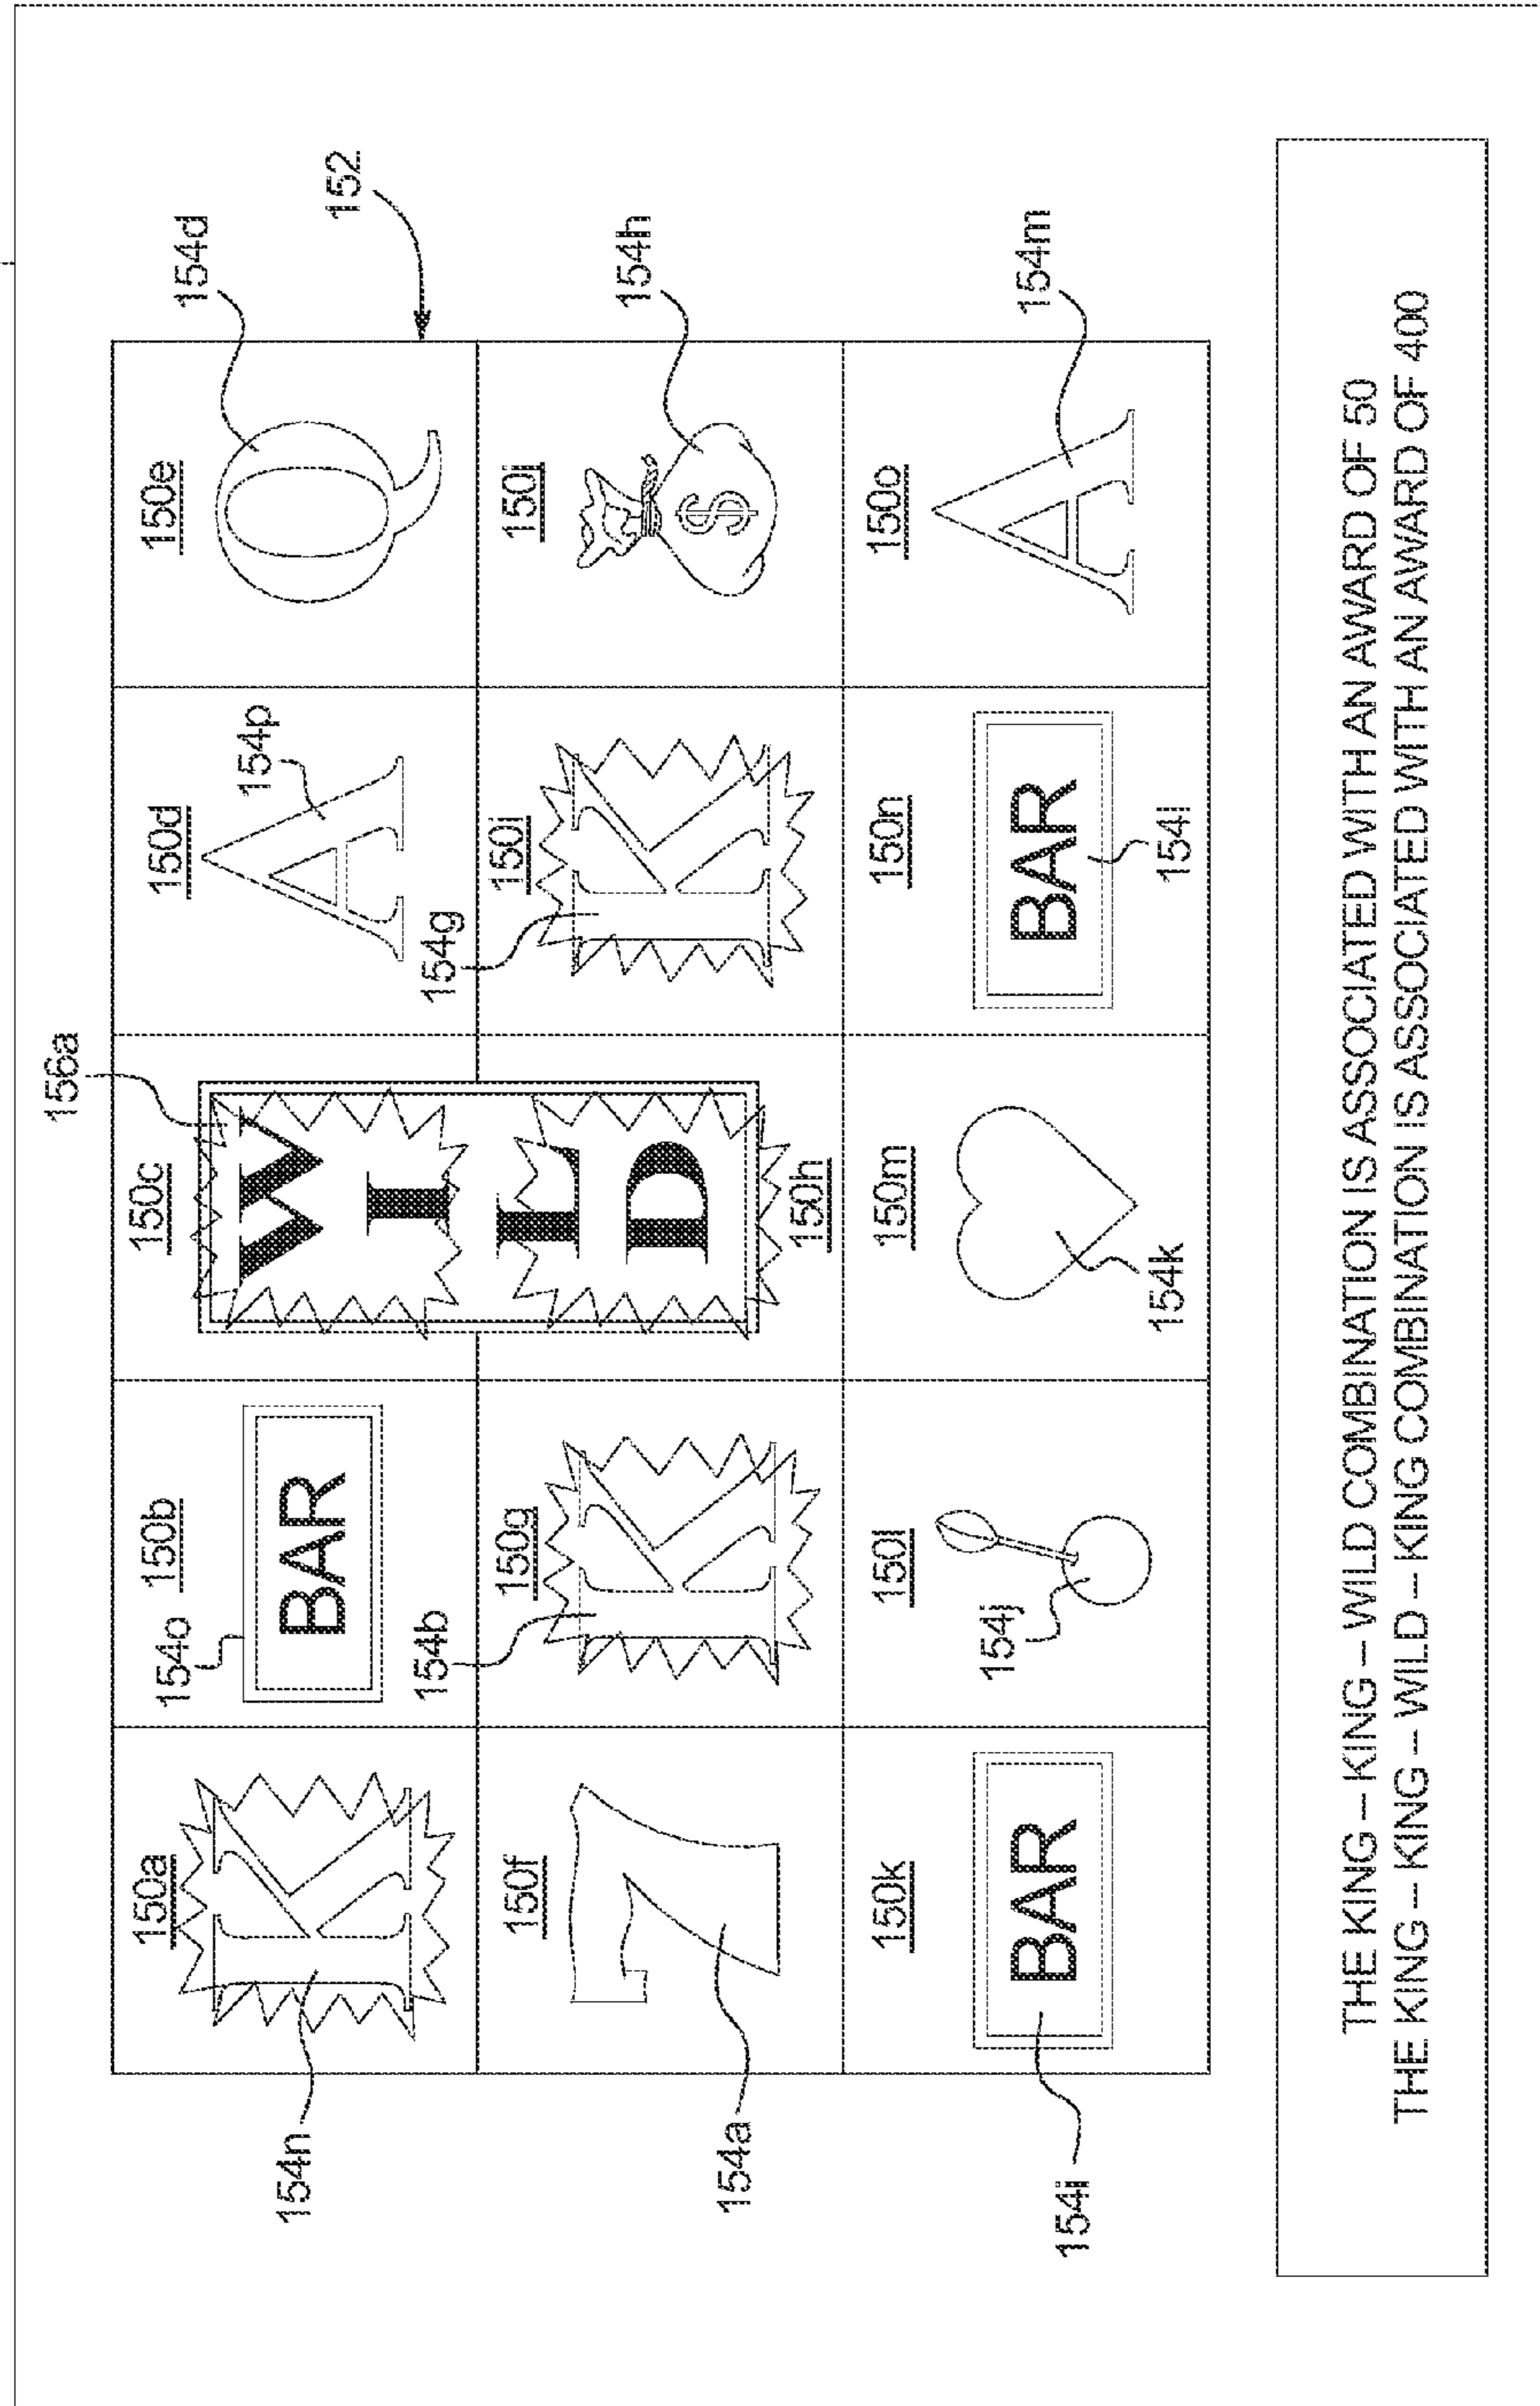 156a
150a
150b
150c
150d
150e
154n
K
154o
BAR
WILD
154p
A
154d
Q
152
150f
150g
150h
150i
150j
154a
7
154b
K
154g
K
154h
$
150k
150l
150m
150n
150o
154i
BAR
154j
154k
BAR
154l
A
154m
THE KING – KING – WILD COMBINATION IS ASSOCIATED WITH AN AWARD OF 50
THE KING – KING – WILD – KING COMBINATION IS ASSOCIATED WITH AN AWARD OF 400